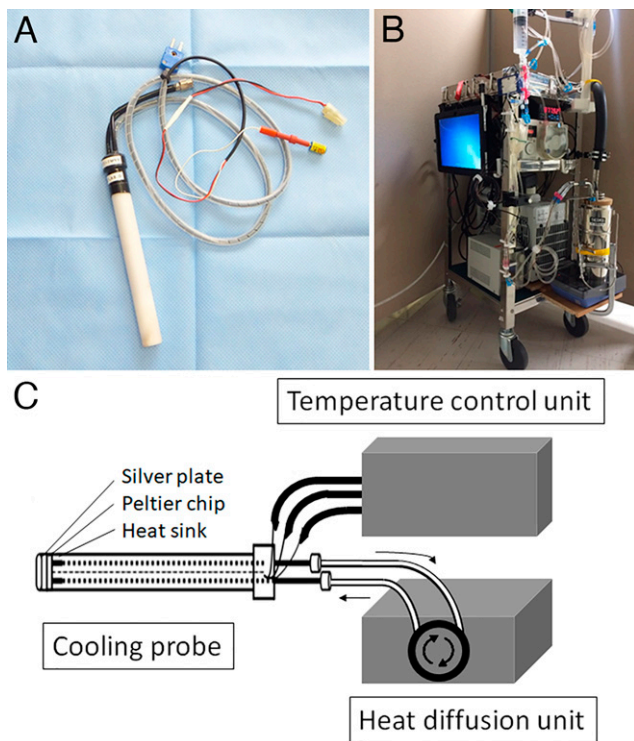 A
B
C
Temperature control unit
Silver plate
Peltier chip
Heat sink
Cooling probe
Heat diffusion unit